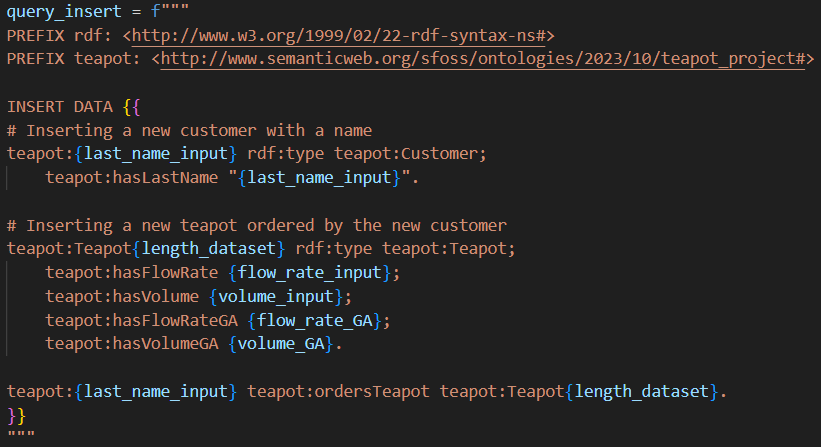 query_insert = f"""
PREFIX rdf: <http://www.w3.org/1999/02/22-rdf-syntax-ns#>
PREFIX teapot: <http://www.semanticweb.org/sfoss/ontologies/2023/10/teapot_project#>

INSERT DATA {{
# Inserting a new customer with a name
teapot:{last_name_input} rdf:type teapot:Customer;
    teapot:hasLastName "{last_name_input}".

# Inserting a new teapot ordered by the new customer
teapot:Teapot{length_dataset} rdf:type teapot:Teapot;
    teapot:hasFlowRate {flow_rate_input};
    teapot:hasVolume {volume_input};
    teapot:hasFlowRateGA {flow_rate_GA};
    teapot:hasVolumeGA {volume_GA}.

teapot:{last_name_input} teapot:ordersTeapot teapot:Teapot{length_dataset}.
}}
"""